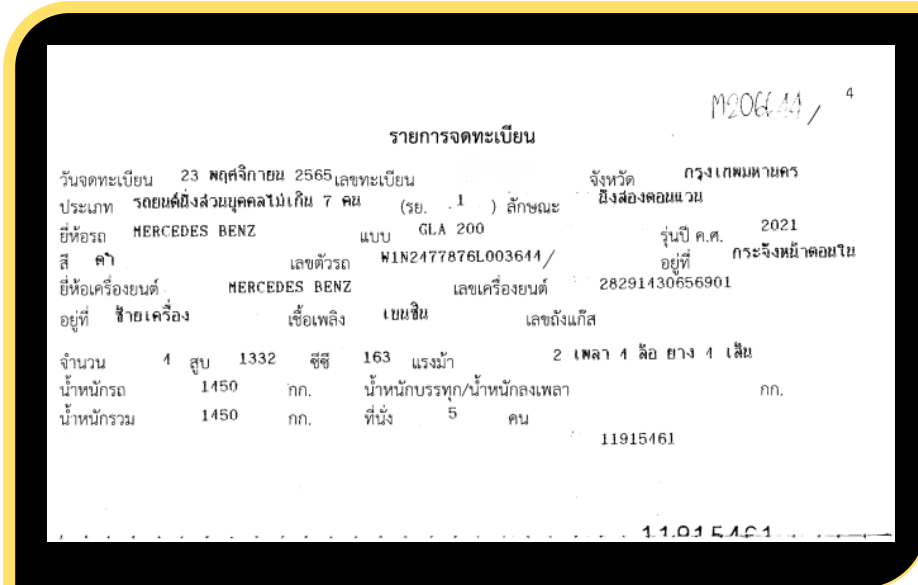 4
รายการจดทะเบียน
วันจดทะเบียน 23 พฤศจิกายน 2565 เลขทะเบียน จังหวัด กรุงเทพมหานคร
ประเภท รถยนต์นั่งส่วนบุคคลไม่เกิน 7 คน (รย. 1 ) ลักษณะ นั่งสองตอนแวน
ยี่ห้อรถ MERCEDES BENZ แบบ GLA 200 รุ่นปี ค.ศ. 2021
สี ดำ เลขตัวรถ W1N2477876L003644/ อยู่ที่ กระจังหน้าตอนใน
ยี่ห้อเครื่องยนต์ MERCEDES BENZ เลขเครื่องยนต์ 28291430656901
อยู่ที่ ซ้ายเครื่อง เชื้อเพลิง เบนซิน เลขถังแก๊ส
จำนวน 4 สูบ 1332 ซีซี 163 แรงม้า 2 เพลา 4 ล้อ ยาง 4 เส้น
น้ำหนักรถ 1450 กก. น้ำหนักบรรทุก/น้ำหนักลงเพลา กก.
น้ำหนักรวม 1450 กก. ที่นั่ง 5 คน
11915461
11915461